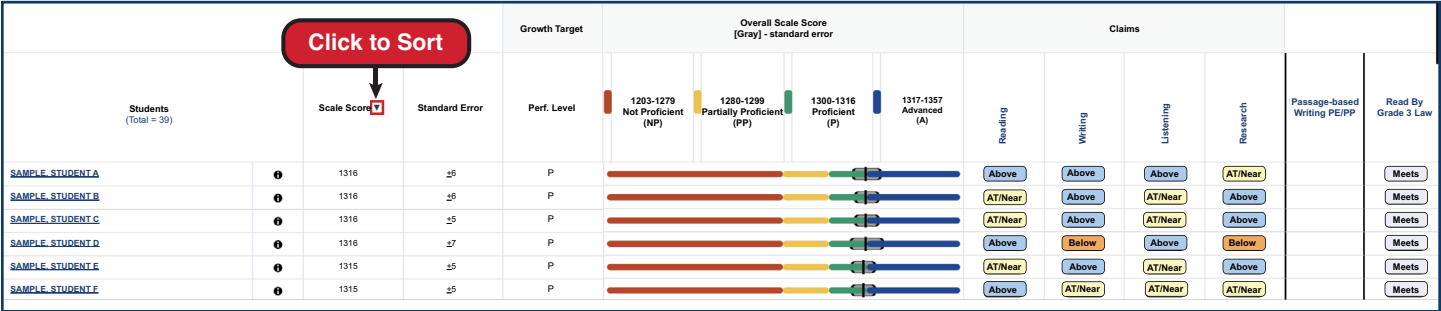 Growth Target
Overall Scale Score
[Gray] - standard error
Claims
Click to Sort
Students
(Total = 39)
Scale Score
Standard Error
Perf. Level
1203-1279
Not Proficient
(NP)
1280-1299
Partially Proficient
(PP)
1300-1316
Proficient
(P)
1317-1357
Advanced
(A)
Reading
Writing
Listening
Research
Passage-based
Writing PE/PP
Read By
Grade 3 Law
SAMPLE, STUDENT A 1316 ±6 P Above Above Above AT/Near Meets
SAMPLE, STUDENT B 1316 ±6 P AT/Near Above AT/Near Above Meets
SAMPLE, STUDENT C 1316 ±5 P AT/Near Above AT/Near Above Meets
SAMPLE, STUDENT D 1316 ±7 P Above Below Above Below Meets
SAMPLE, STUDENT E 1315 ±5 P AT/Near Above AT/Near Above Meets
SAMPLE, STUDENT F 1315 ±5 P Above AT/Near AT/Near AT/Near Meets